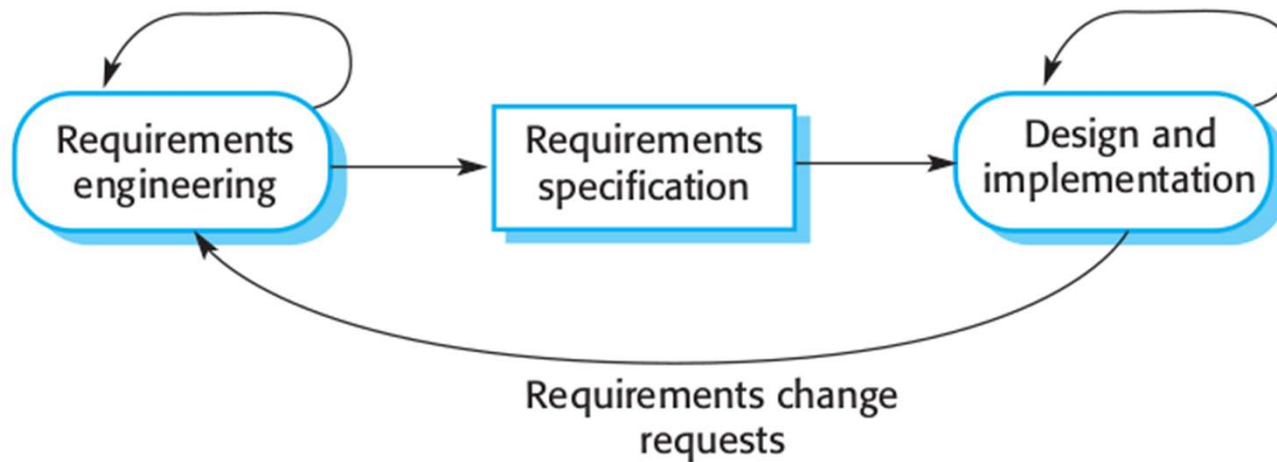 Requirements
engineering
Requirements
specification
Design and
implementation
Requirements change
requests